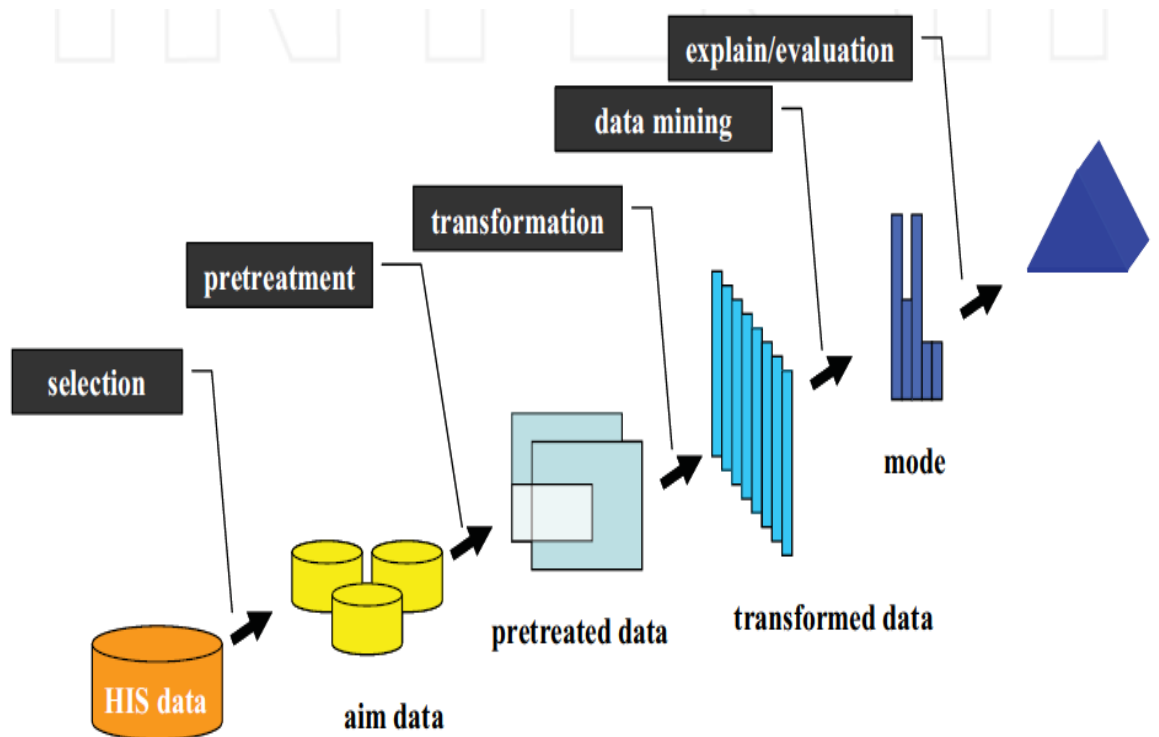 explain/evaluation
data mining
transformation
pretreatment
selection
mode
transformed data
pretreated data
HIS data
aim data